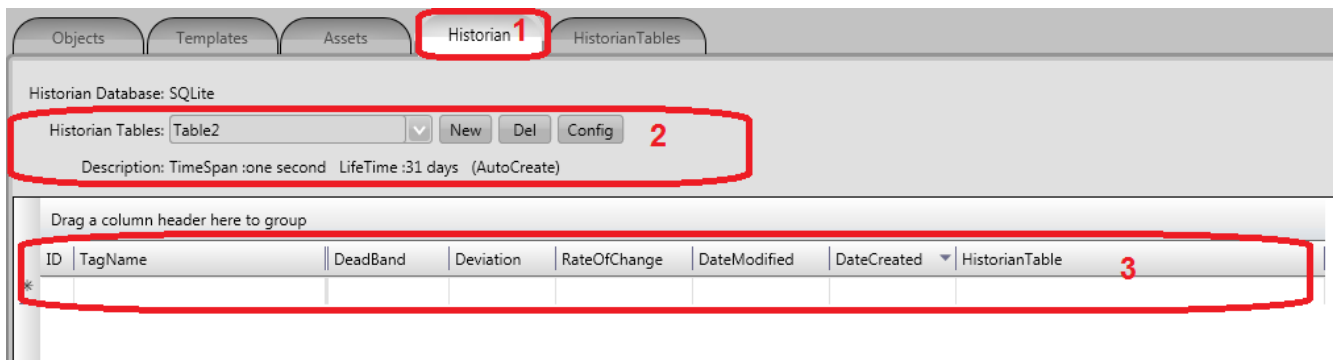 Objects Templates Assets Historian 1 HistorianTables
Historian Database: SQLite
Historian Tables: Table2 New Del Config 2
Description: TimeSpan :one second LifeTime :31 days (AutoCreate)
Drag a column header here to group
ID TagName DeadBand Deviation RateOfChange DateModified DateCreated HistorianTable 3
*